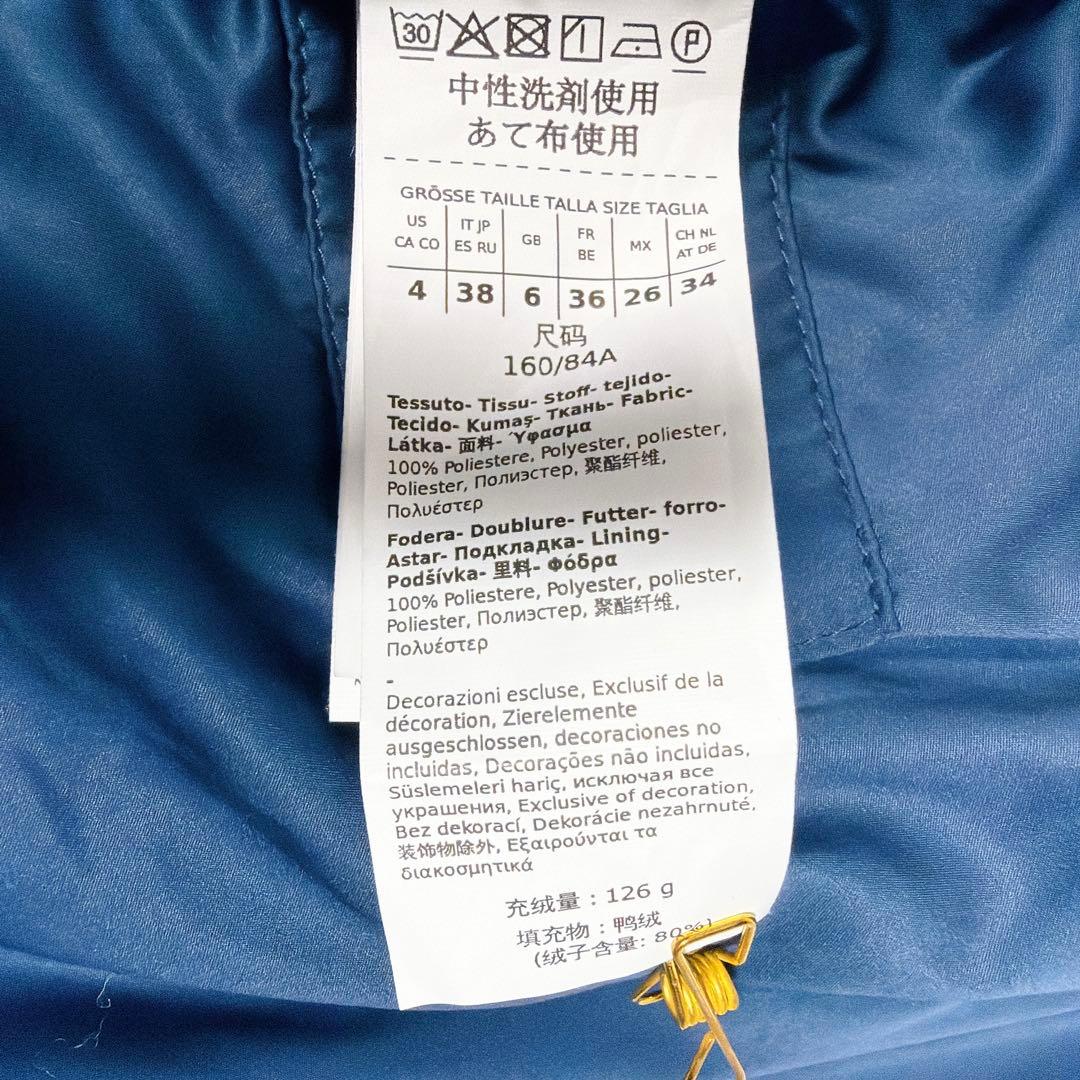 30 P
中性洗剤使用
あて布使用
GRÖSSE TAILLE TALLA SIZE TAGLIA
US CA CO IT JP ES RU GB FR BE MX CH NL AT DE
4 38 6 36 26 34
尺码
160/84A
Tessuto- Tissu- Stoff- tejido-
Tecido- Kumaş- Ткань- Fabric-
Látka- 面料- Ύφασμα
100% Poliestere, Polyester, poliester,
Poliester, Полиэстер, 聚酯纤维,
Πολυέστερ
Fodera- Doublure- Futter- forro-
Astar- Подкладка- Lining-
Podšívka- 里料- Φόδρα
100% Poliestere, Polyester, poliester,
Poliester, Полиэстер, 聚酯纤维,
Πολυέστερ
-
Decorazioni escluse, Exclusif de la
décoration, Zierelemente
ausgeschlossen, decoraciones no
incluidas, Decorações não incluidas,
Süslemeleri hariç, исключая все
украшения, Exclusive of decoration,
Bez dekorací, Dekorácie nezahrnuté,
装饰物除外, Εξαιρούνται τα
διακοσμητικά
充绒量：126 g
填充物：鸭绒
(绒子含量: 80%)